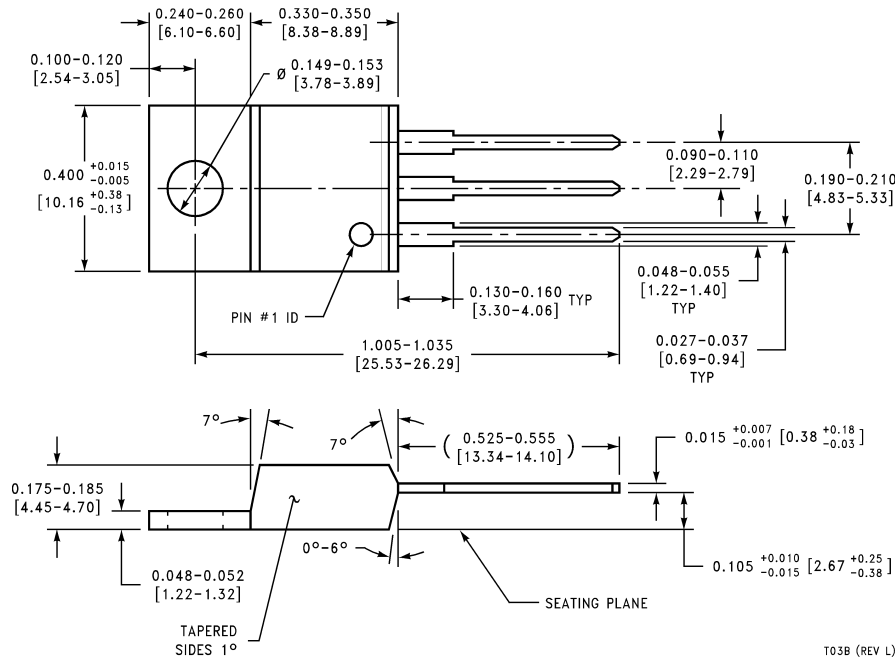 0.240-0.260
[6.10-6.60]
0.330-0.350
[8.38-8.89]
0.100-0.120
[2.54-3.05]
Ø 0.149-0.153
[3.78-3.89]
0.400 +0.015 -0.005
[10.16 +0.38 -0.13]
0.090-0.110
[2.29-2.79]
0.190-0.210
[4.83-5.33]
0.048-0.055
[1.22-1.40]
TYP
0.130-0.160 TYP
[3.30-4.06]
PIN #1 ID
0.027-0.037
[0.69-0.94]
TYP
1.005-1.035
[25.53-26.29]
7°
7°
(0.525-0.555)
[13.34-14.10]
0.015 +0.007 -0.001 [0.38 +0.18 -0.03]
0.175-0.185
[4.45-4.70]
0°-6°
0.105 +0.010 -0.015 [2.67 +0.25 -0.38]
0.048-0.052
[1.22-1.32]
SEATING PLANE
TAPERED
SIDES 1°
T03B (REV L)